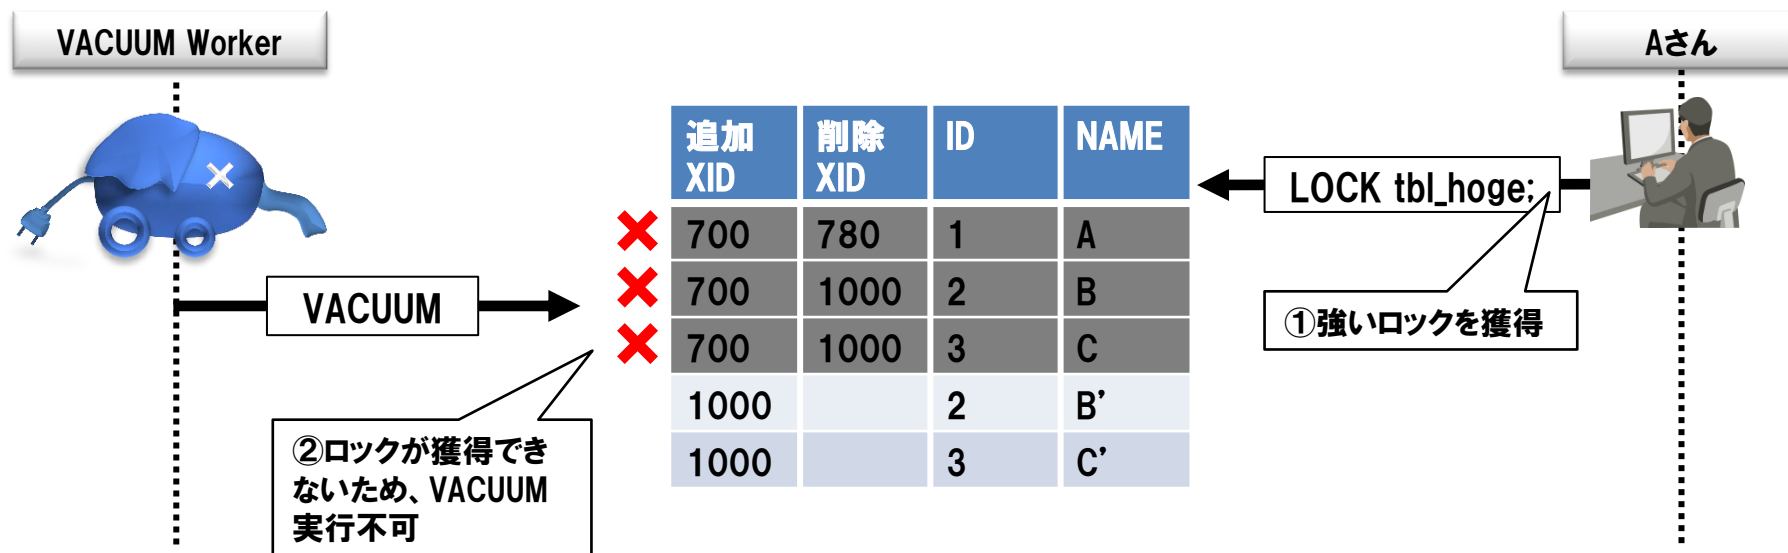 VACUUM Worker
Aさん
追加 削除 ID NAME
XID XID
LOCK tbl_hoge;
700 780 1 A
700 1000 2 B
VACUUM
①強いロックを獲得
700 1000 3 C
1000 2 B’
1000 3 C’
②ロックが獲得でき
ないため、VACUUM
実行不可